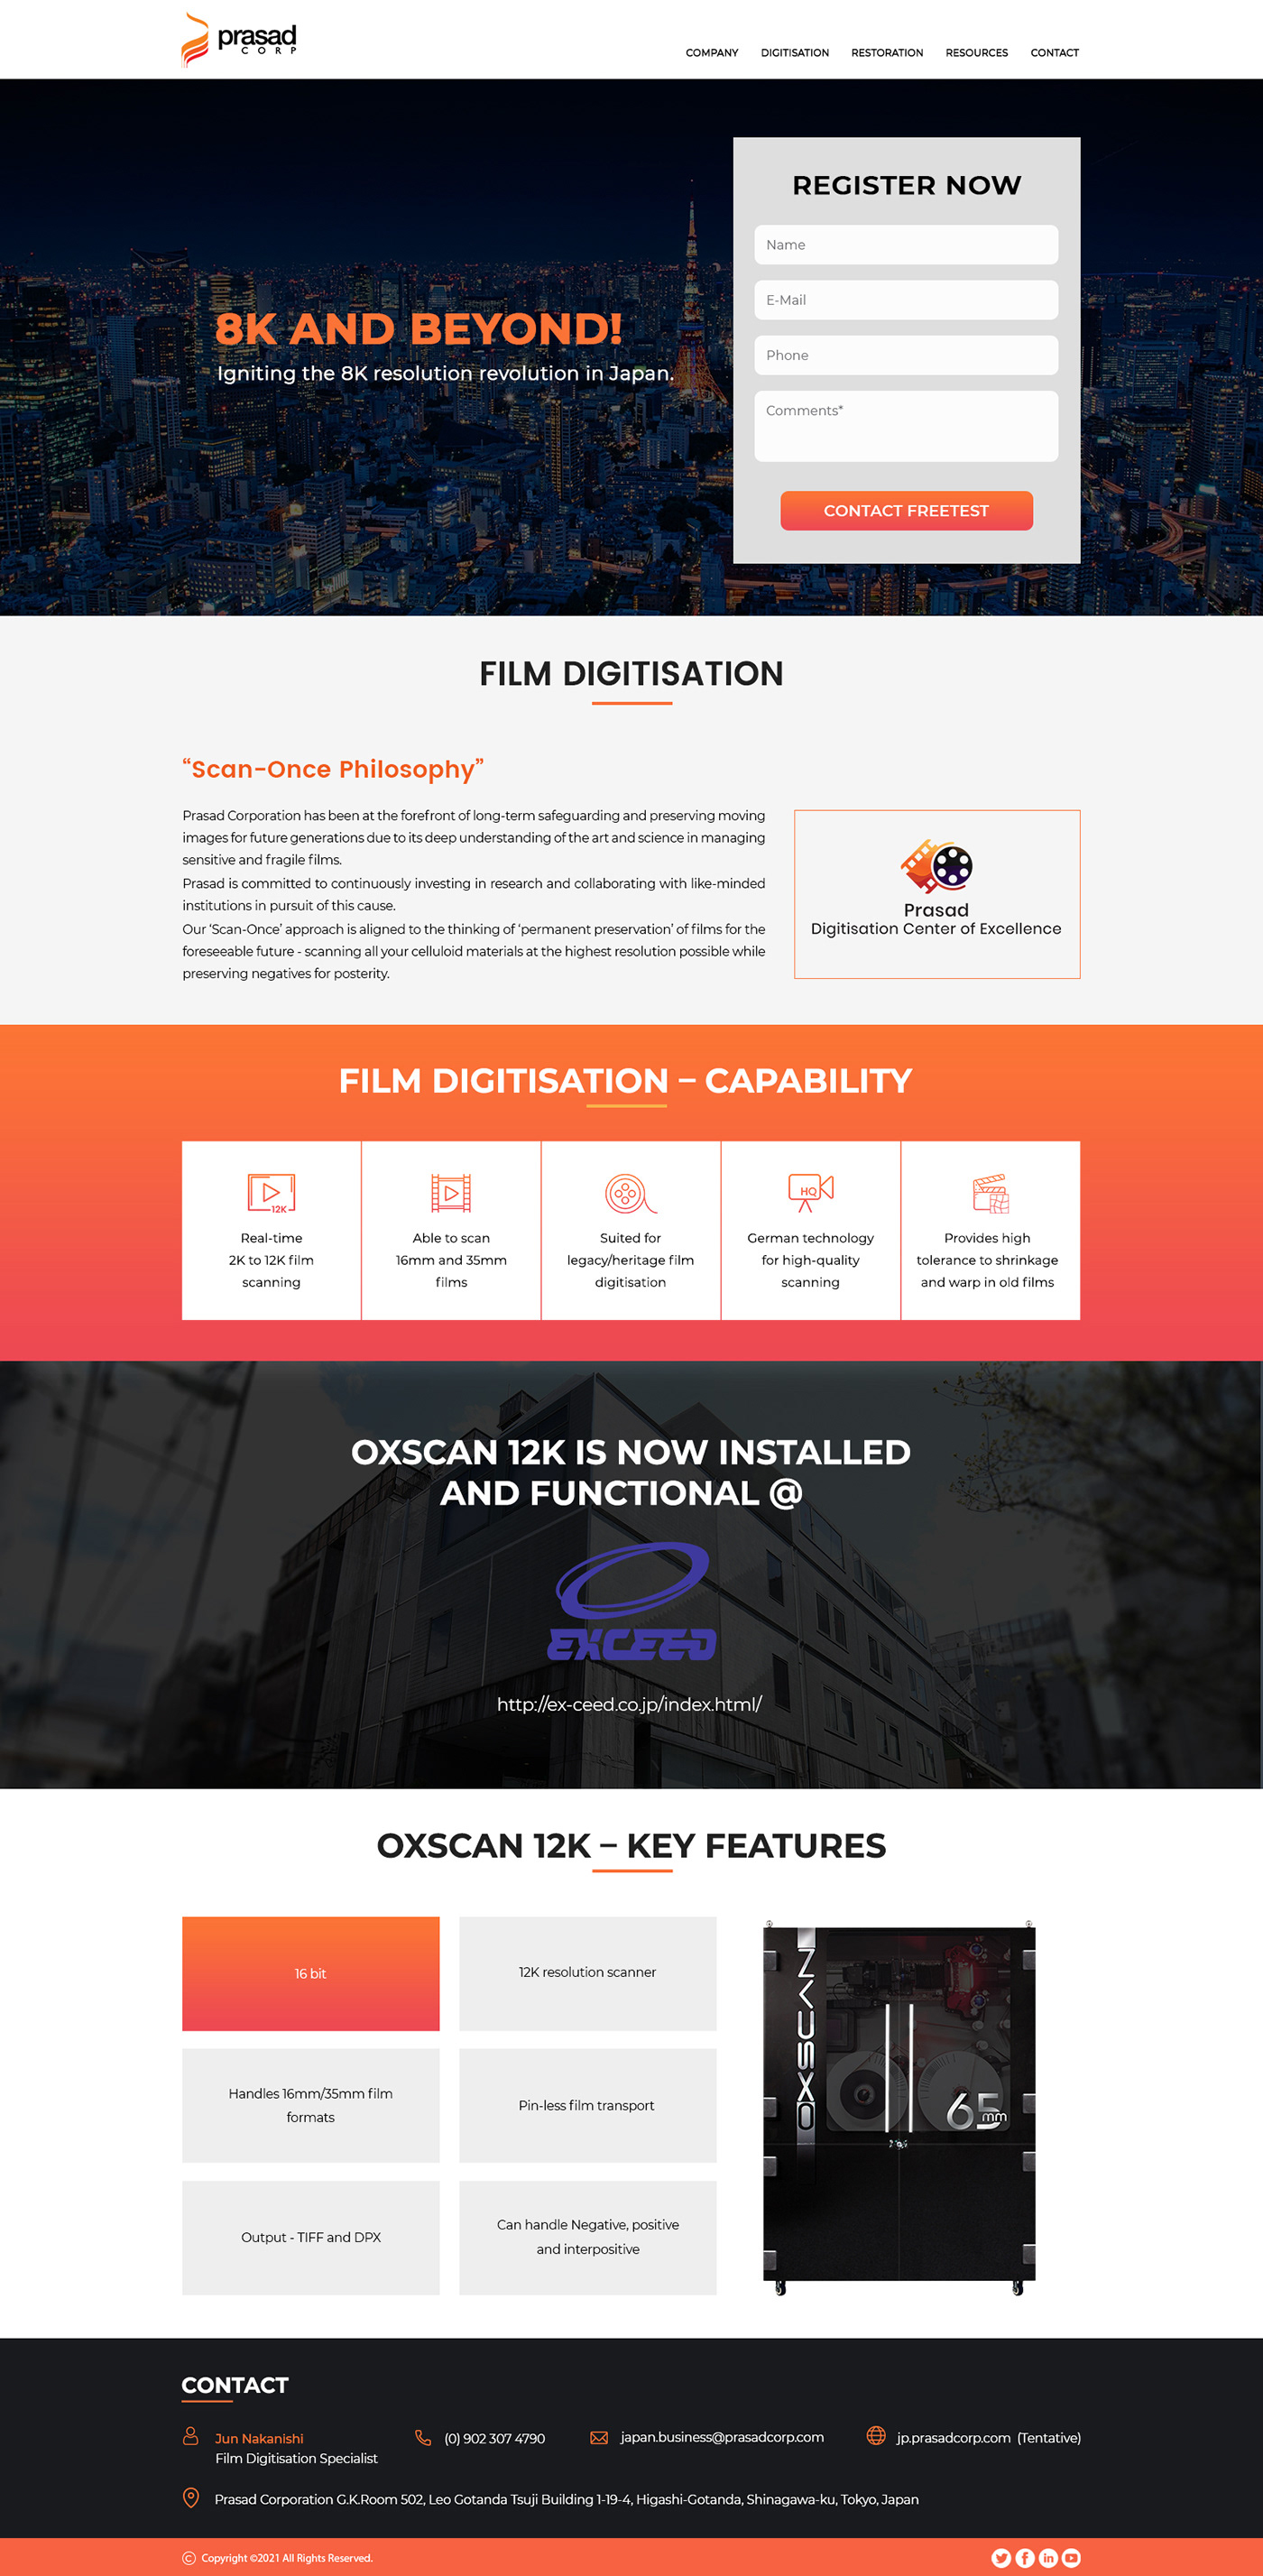 prasad
CORP
COMPANY DIGITISATION RESTORATION RESOURCES CONTACT
8K AND BEYOND!
Igniting the 8K resolution revolution in Japan.
REGISTER NOW
Name
E-Mail
Phone
Comments*
CONTACT FREETEST
FILM DIGITISATION
“Scan-Once Philosophy”
Prasad Corporation has been at the forefront of long-term safeguarding and preserving moving
images for future generations due to its deep understanding of the art and science in managing
sensitive and fragile films.
Prasad is committed to continuously investing in research and collaborating with like-minded
institutions in pursuit of this cause.
Our ‘Scan-Once’ approach is aligned to the thinking of ‘permanent preservation’ of films for the
foreseeable future - scanning all your celluloid materials at the highest resolution possible while
preserving negatives for posterity.
Prasad
Digitisation Center of Excellence
FILM DIGITISATION – CAPABILITY
12K
Real-time
2K to 12K film
scanning
Able to scan
16mm and 35mm
films
Suited for
legacy/heritage film
digitisation
HQ
German technology
for high-quality
scanning
Provides high
tolerance to shrinkage
and warp in old films
OXSCAN 12K IS NOW INSTALLED
AND FUNCTIONAL @
EXCEED
http://ex-ceed.co.jp/index.html/
OXSCAN 12K – KEY FEATURES
16 bit
12K resolution scanner
Handles 16mm/35mm film
formats
Pin-less film transport
Output - TIFF and DPX
Can handle Negative, positive
and interpositive
OXSCAN
65mm
CONTACT
Jun Nakanishi
Film Digitisation Specialist
(0) 902 307 4790
japan.business@prasadcorp.com
jp.prasadcorp.com (Tentative)
Prasad Corporation G.K.Room 502, Leo Gotanda Tsuji Building 1-19-4, Higashi-Gotanda, Shinagawa-ku, Tokyo, Japan
© Copyright ©2021 All Rights Reserved.